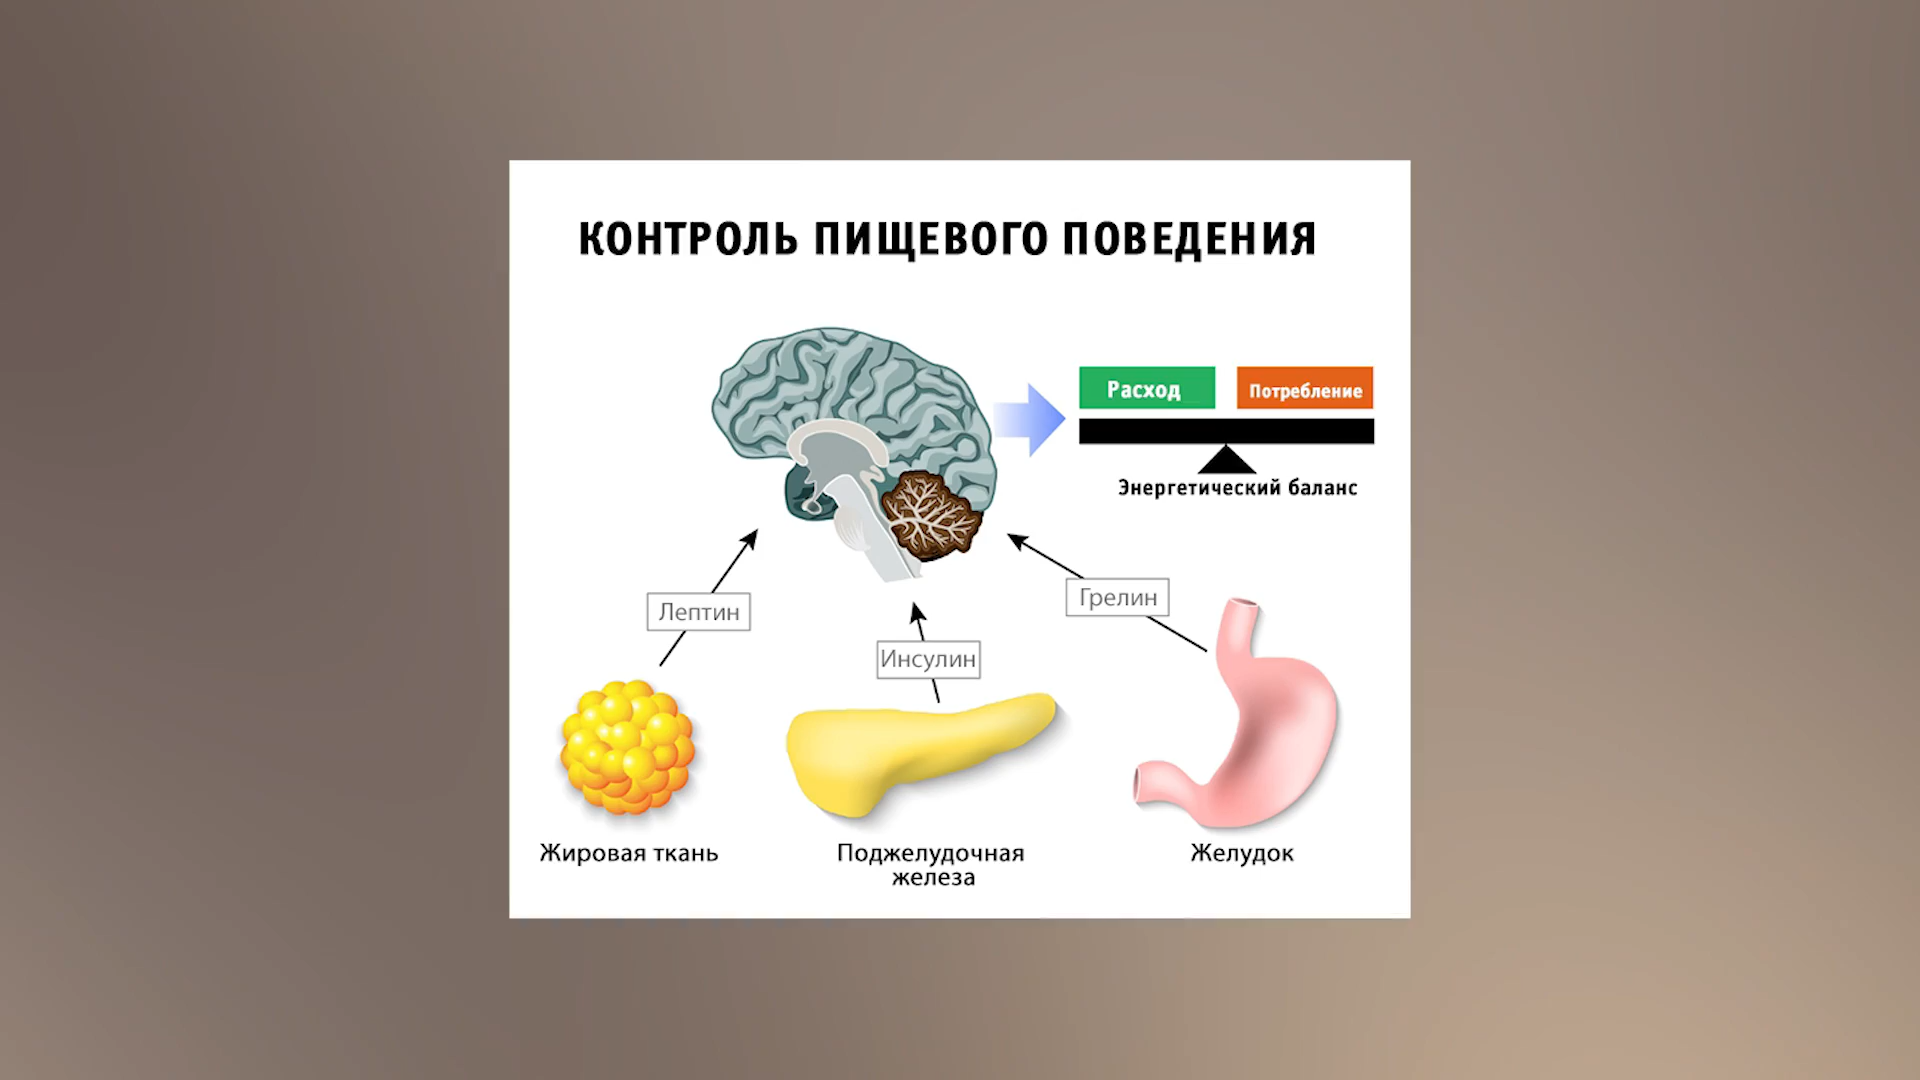 КОНТРОЛЬ ПИЩЕВОГО ПОВЕДЕНИЯ
Расход
Потребление
Энергетический баланс
Лептин
Инсулин
Грелин
Жировая ткань
Поджелудочная
железа
Желудок